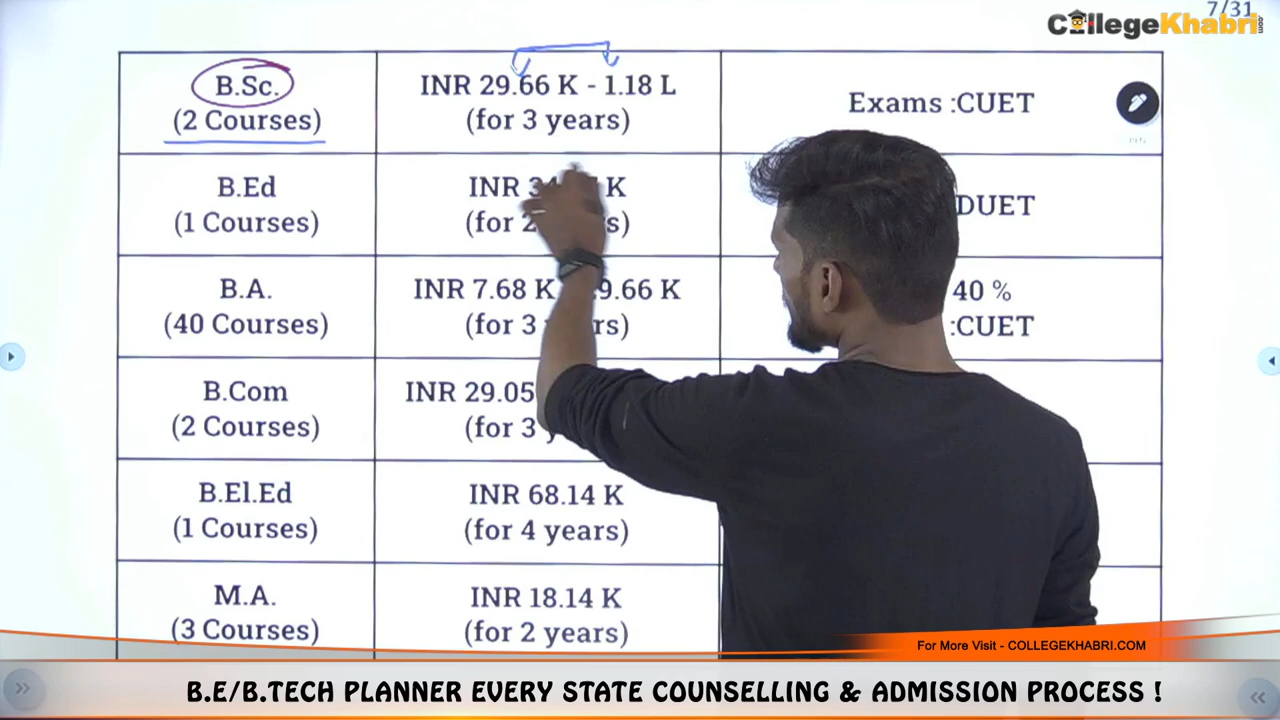 7/31
CollegeKhabri.com
B.Sc.
(2 Courses)
INR 29.66 K - 1.18 L
(for 3 years)
Exams :CUET
B.Ed
(1 Courses)
INR K
(for
DUET
B.A.
(40 Courses)
INR 7.68 K 9.66 K
(for 3
40 %
:CUET
B.Com
(2 Courses)
INR 29.05
(for 3
B.El.Ed
(1 Courses)
INR 68.14 K
(for 4 years)
M.A.
(3 Courses)
INR 18.14 K
(for 2 years)
For More Visit - COLLEGEKHABRI.COM
B.E/B.TECH PLANNER EVERY STATE COUNSELLING & ADMISSION PROCESS !